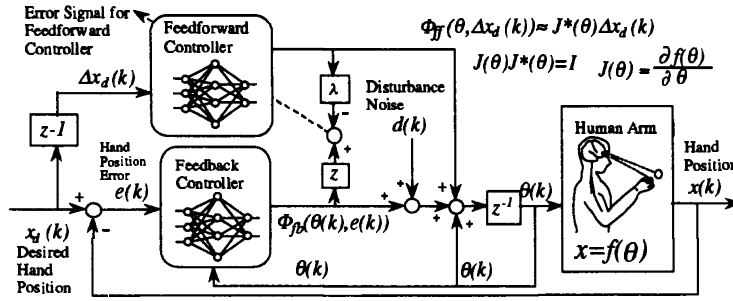 Error Signal for
Feedforward
Controller
Feedforward
Controller
Φff(θ,Δxd(k))≈J*(θ)Δxd(k)
J(θ)J*(θ)=I J(θ)=∂f(θ)/∂θ
Δxd(k)
λ
Disturbance
Noise
d(k)
z-1
Hand
Position
Error
e(k)
Feedback
Controller
z
Human Arm
Hand
Position
x(k)
+
-
-
+
+
+
+
+
+
+
z⁻¹
θ(k)
xd(k)
Desired
Hand
Position
Φfb(θ(k),e(k))
x=f(θ)
θ(k)
θ(k)